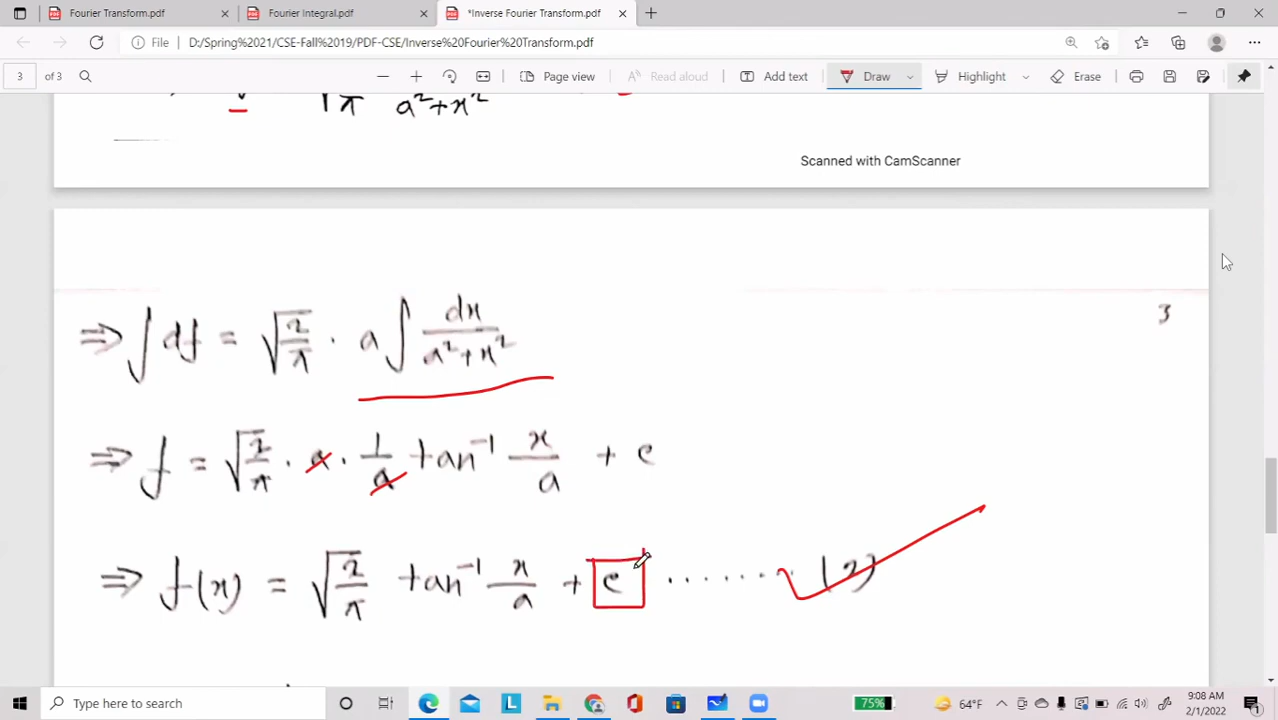 Fourier Transform.pdf
Fourier Integral.pdf
*Inverse Fourier Transform.pdf
File
D:/Spring%2021/CSE-Fall%2019/PDF-CSE/Inverse%20Fourier%20Transform.pdf
3 of 3
Page view
Read aloud
Add text
Draw
Highlight
Erase
√π a²+x²
Scanned with CamScanner
3
⇒ ∫df = √(2/π) · a∫ dx/(a²+x²)
⇒ f = √(2/π) · a · 1/a tan⁻¹ x/a + c
⇒ f(x) = √(2/π) tan⁻¹ x/a + c ........ (2)
Type here to search
L
75%
64°F
9:08 AM
2/1/2022
1